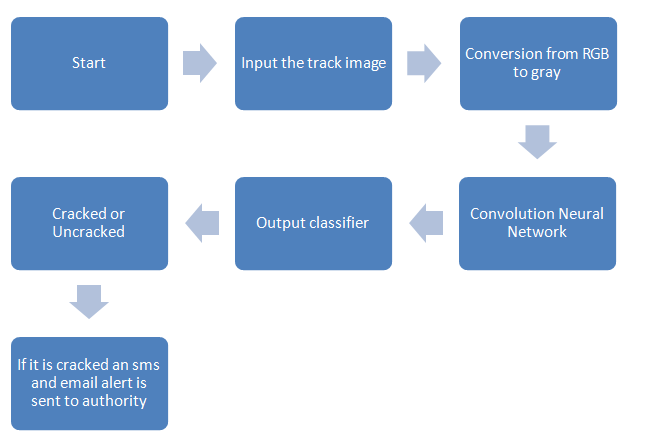 Start
Input the track image
Conversion from RGB
to gray
Convolution Neural
Network
Output classifier
Cracked or
Uncracked
If it is cracked an sms
and email alert is
sent to authority